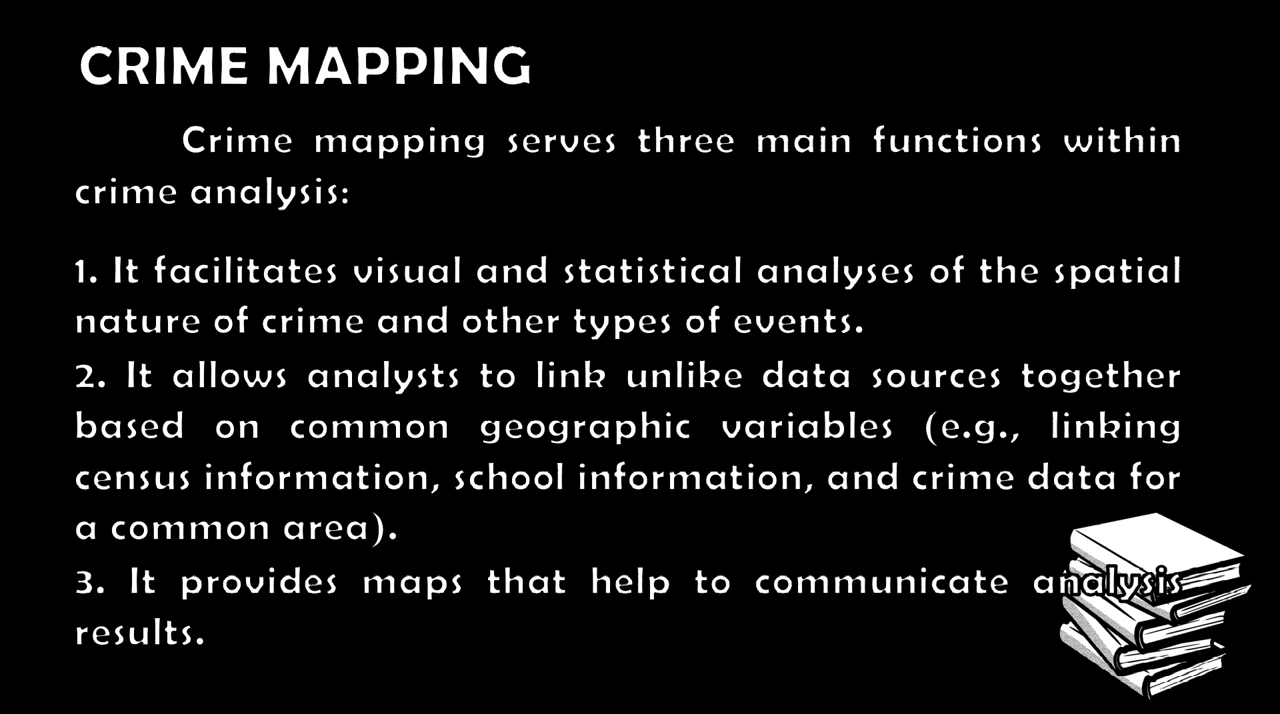 CRIME MAPPING
Crime mapping serves three main functions within
crime analysis:
1. It facilitates visual and statistical analyses of the spatial
nature of crime and other types of events.
2. It allows analysts to link unlike data sources together
based on common geographic variables (e.g., linking
census information, school information, and crime data for
a common area).
3. It provides maps that help to communicate analysis
results.